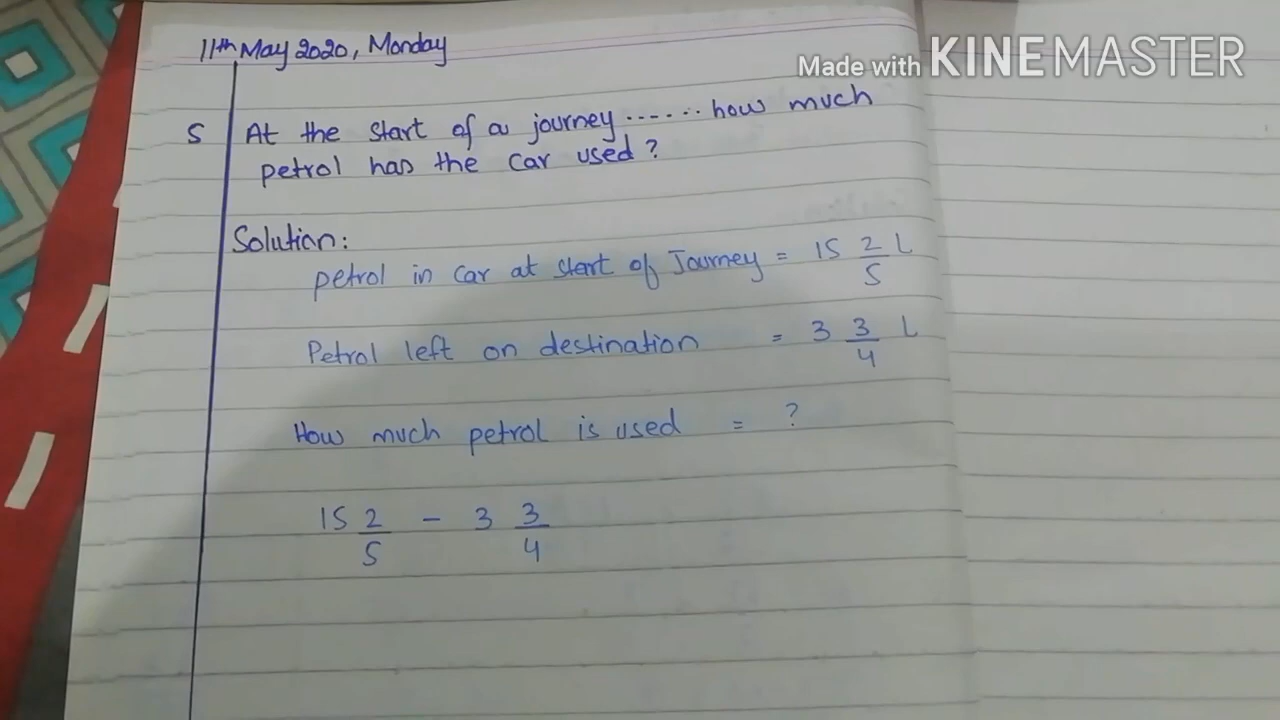 11th May 2020, Monday
Made with KINEMASTER
5 At the start of a journey ...... how much
petrol has the car used?
Solution:
petrol in car at start of Journey = 15 2/5 L
Petrol left on destination = 3 3/4 L
How much petrol is used = ?
15 2/5 - 3 3/4